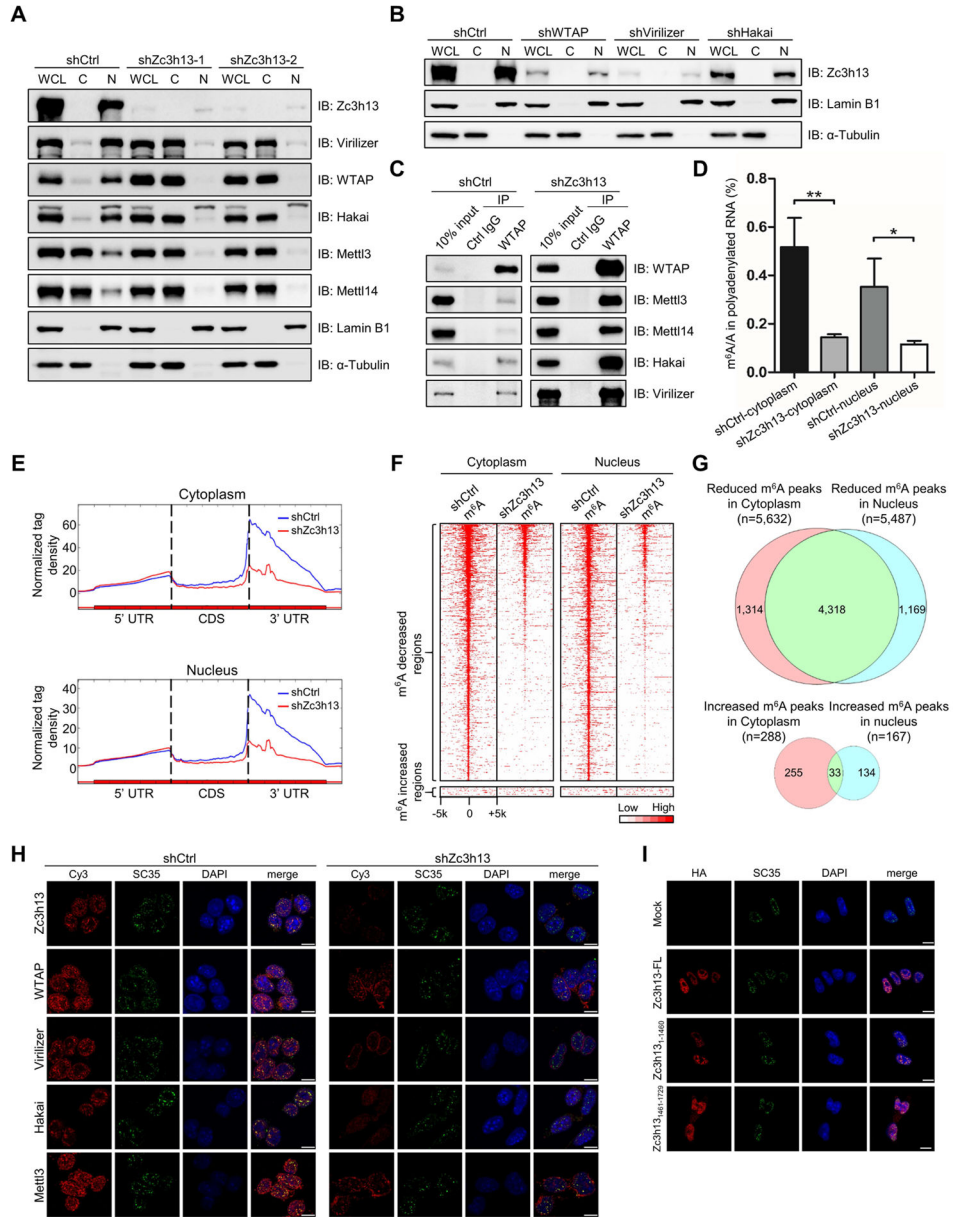 A
shCtrl shZc3h13-1 shZc3h13-2
WCL C N WCL C N WCL C N
IB: Zc3h13
IB: Virilizer
IB: WTAP
IB: Hakai
IB: Mettl3
IB: Mettl14
IB: Lamin B1
IB: α-Tubulin
B
shCtrl shWTAP shVirilizer shHakai
WCL C N WCL C N WCL C N WCL C N
IB: Zc3h13
IB: Lamin B1
IB: α-Tubulin
C
shCtrl shZc3h13
IP IP
10% input Ctrl IgG WTAP 10% input Ctrl IgG WTAP
IB: WTAP
IB: Mettl3
IB: Mettl14
IB: Hakai
IB: Virilizer
D
m⁶A/A in polyadenylated RNA (%)
0.8
0.6
0.4
0.2
0.0
** *
shCtrl-cytoplasm
shZc3h13-cytoplasm
shCtrl-nucleus
shZc3h13-nucleus
E
Cytoplasm
Normalized tag
density
60
40
20
0
shCtrl
shZc3h13
5' UTR CDS 3' UTR
Nucleus
Normalized tag
density
40
30
20
10
0
shCtrl
shZc3h13
5' UTR CDS 3' UTR
F
Cytoplasm Nucleus
shCtrl m⁶A shZc3h13 m⁶A shCtrl m⁶A shZc3h13 m⁶A
m⁶A decreased
regions
m⁶A increased
regions
-5k 0 +5k
Low High
G
Reduced m⁶A peaks
in Cytoplasm
(n=5,632)
Reduced m⁶A peaks
in Nucleus
(n=5,487)
1,314 4,318 1,169
Increased m⁶A peaks
in Cytoplasm
(n=288)
Increased m⁶A peaks
in nucleus
(n=167)
255 33 134
H
shCtrl shZc3h13
Cy3 SC35 DAPI merge Cy3 SC35 DAPI merge
Zc3h13
WTAP
Virilizer
Hakai
Mettl3
I
HA SC35 DAPI merge
Mock
Zc3h13-FL
Zc3h13₁₋₁₄₆₀
Zc3h13₁₄₆₁₋₁₇₂₉